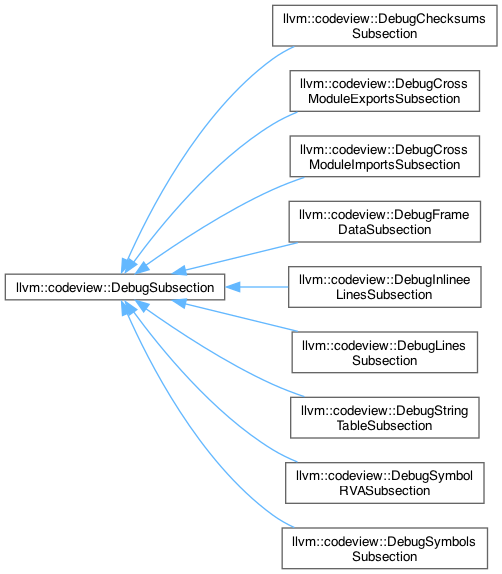 llvm::codeview::DebugChecksums
Subsection
llvm::codeview::DebugCross
ModuleExportsSubsection
llvm::codeview::DebugCross
ModuleImportsSubsection
llvm::codeview::DebugFrame
DataSubsection
llvm::codeview::DebugSubsection
llvm::codeview::DebugInlinee
LinesSubsection
llvm::codeview::DebugLines
Subsection
llvm::codeview::DebugString
TableSubsection
llvm::codeview::DebugSymbol
RVASubsection
llvm::codeview::DebugSymbols
Subsection